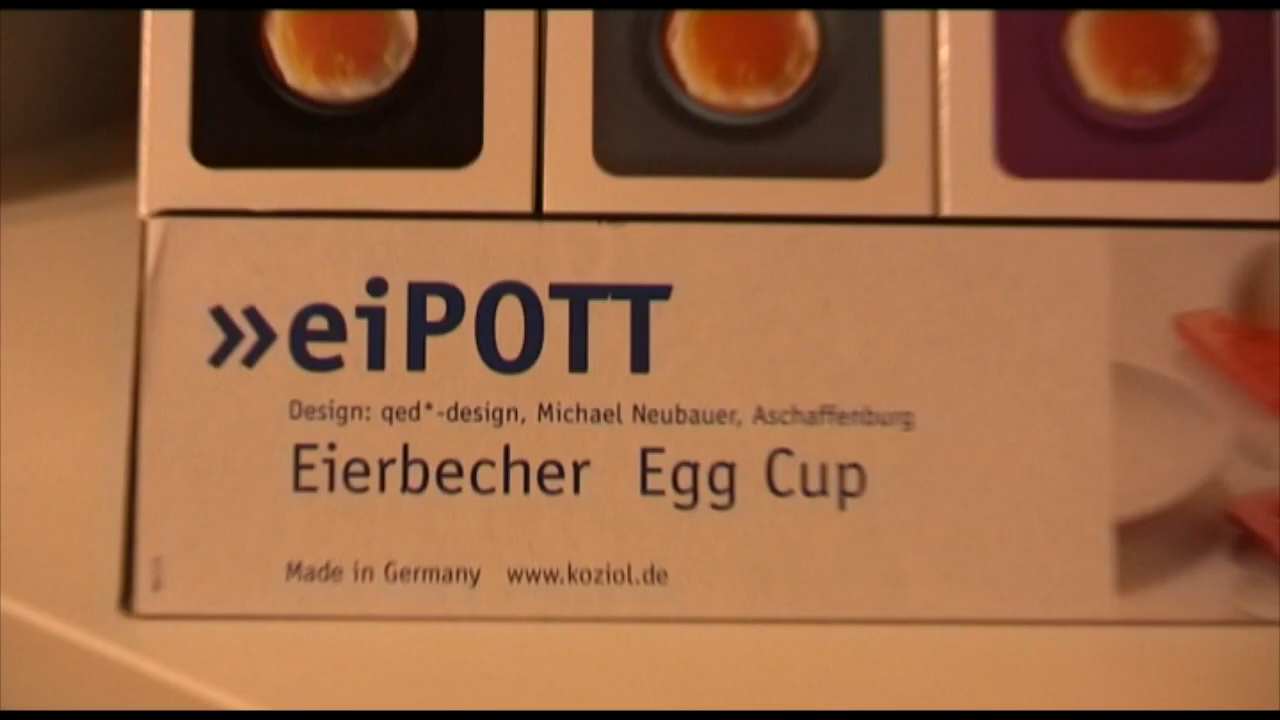 »eiPOTT
Design: qed*-design, Michael Neubauer, Aschaffenburg
Eierbecher Egg Cup
Made in Germany www.koziol.de